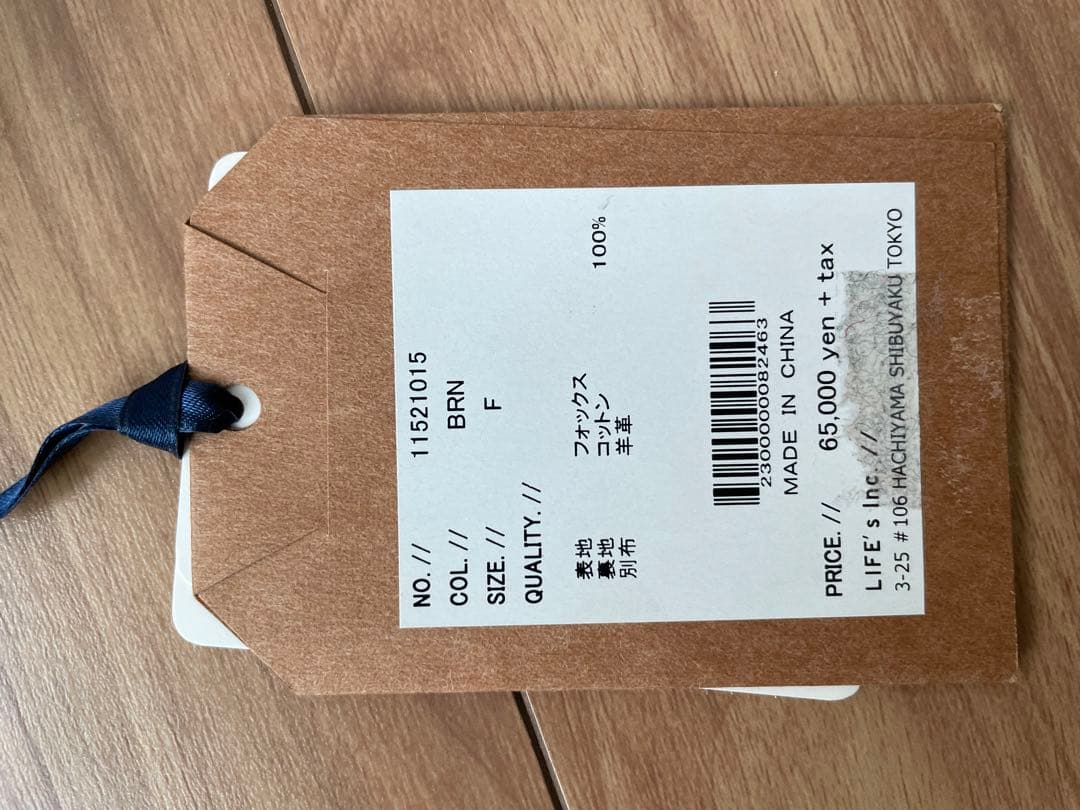 NO. // 11521015
COL. // BRN
SIZE. // F
QUALITY. //
表地 フォックス
裏地 コットン 100%
別布 羊革
2300000082463
MADE IN CHINA
PRICE. // 65,000 yen + tax
LIFE's Inc. //
3-25 #106 HACHIYAMA SHIBUYAKU TOKYO